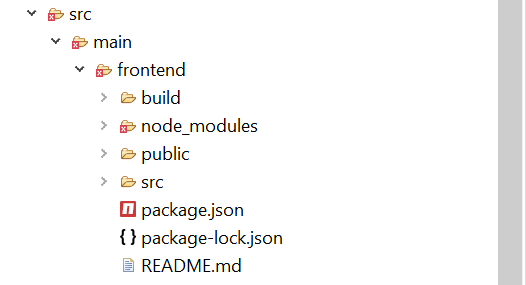 src
main
frontend
build
node_modules
public
src
package.json
package-lock.json
README.md